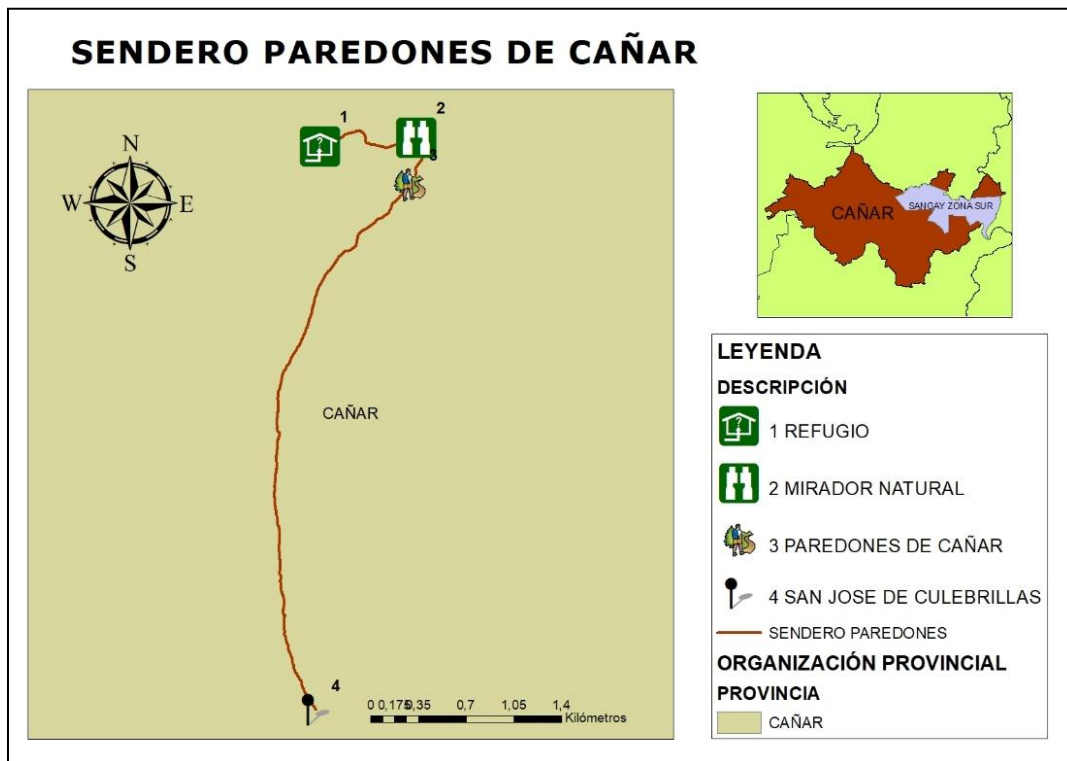 SENDERO PAREDONES DE CAÑAR
1
2
3
N
W E
S
CAÑAR
4
0 0,175 0,35 0,7 1,05 1,4
Kilómetros
CAÑAR
SANGAY ZONA SUR
LEYENDA
DESCRIPCIÓN
? 1 REFUGIO
2 MIRADOR NATURAL
3 PAREDONES DE CAÑAR
4 SAN JOSE DE CULEBRILLAS
SENDERO PAREDONES
ORGANIZACIÓN PROVINCIAL
PROVINCIA
CAÑAR